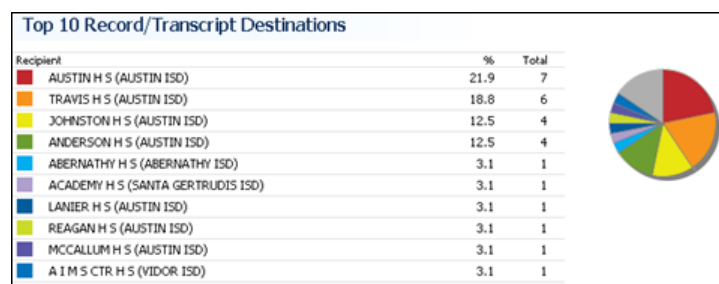 Top 10 Record/Transcript Destinations
Recipient % Total
AUSTIN H S (AUSTIN ISD) 21.9 7
TRAVIS H S (AUSTIN ISD) 18.8 6
JOHNSTON H S (AUSTIN ISD) 12.5 4
ANDERSON H S (AUSTIN ISD) 12.5 4
ABERNATHY H S (ABERNATHY ISD) 3.1 1
ACADEMY H S (SANTA GERTRUDIS ISD) 3.1 1
LANIER H S (AUSTIN ISD) 3.1 1
REAGAN H S (AUSTIN ISD) 3.1 1
MCCALLUM H S (AUSTIN ISD) 3.1 1
A I M S CTR H S (VIDOR ISD) 3.1 1